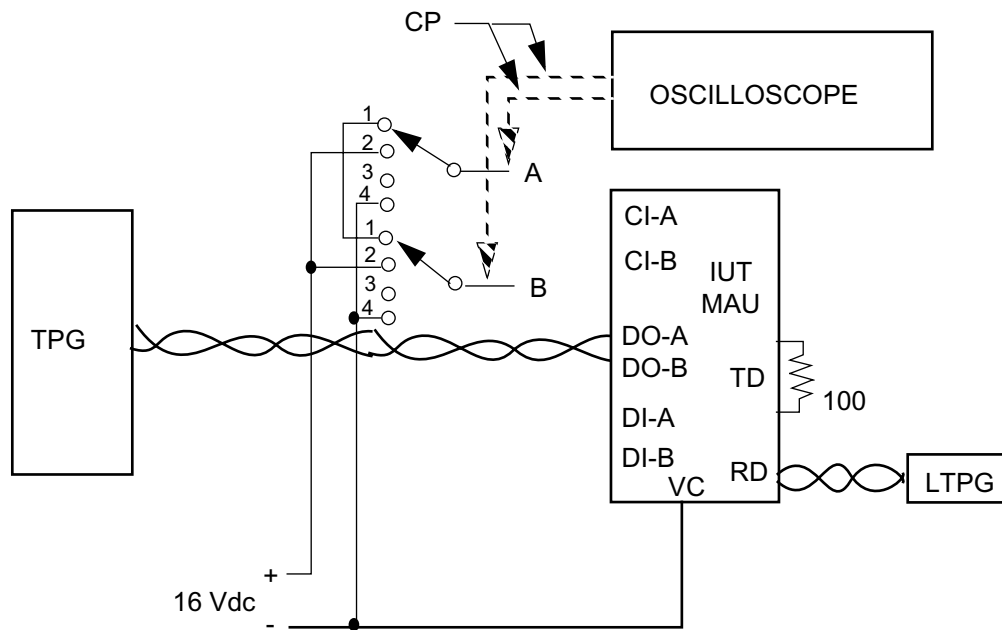 CP
OSCILLOSCOPE
1
2
3
4
A
1
2
3
4
B
TPG
CI-A
CI-B
IUT
MAU
DO-A
DO-B
TD
100
DI-A
DI-B
RD
VC
LTPG
+
16 Vdc
-